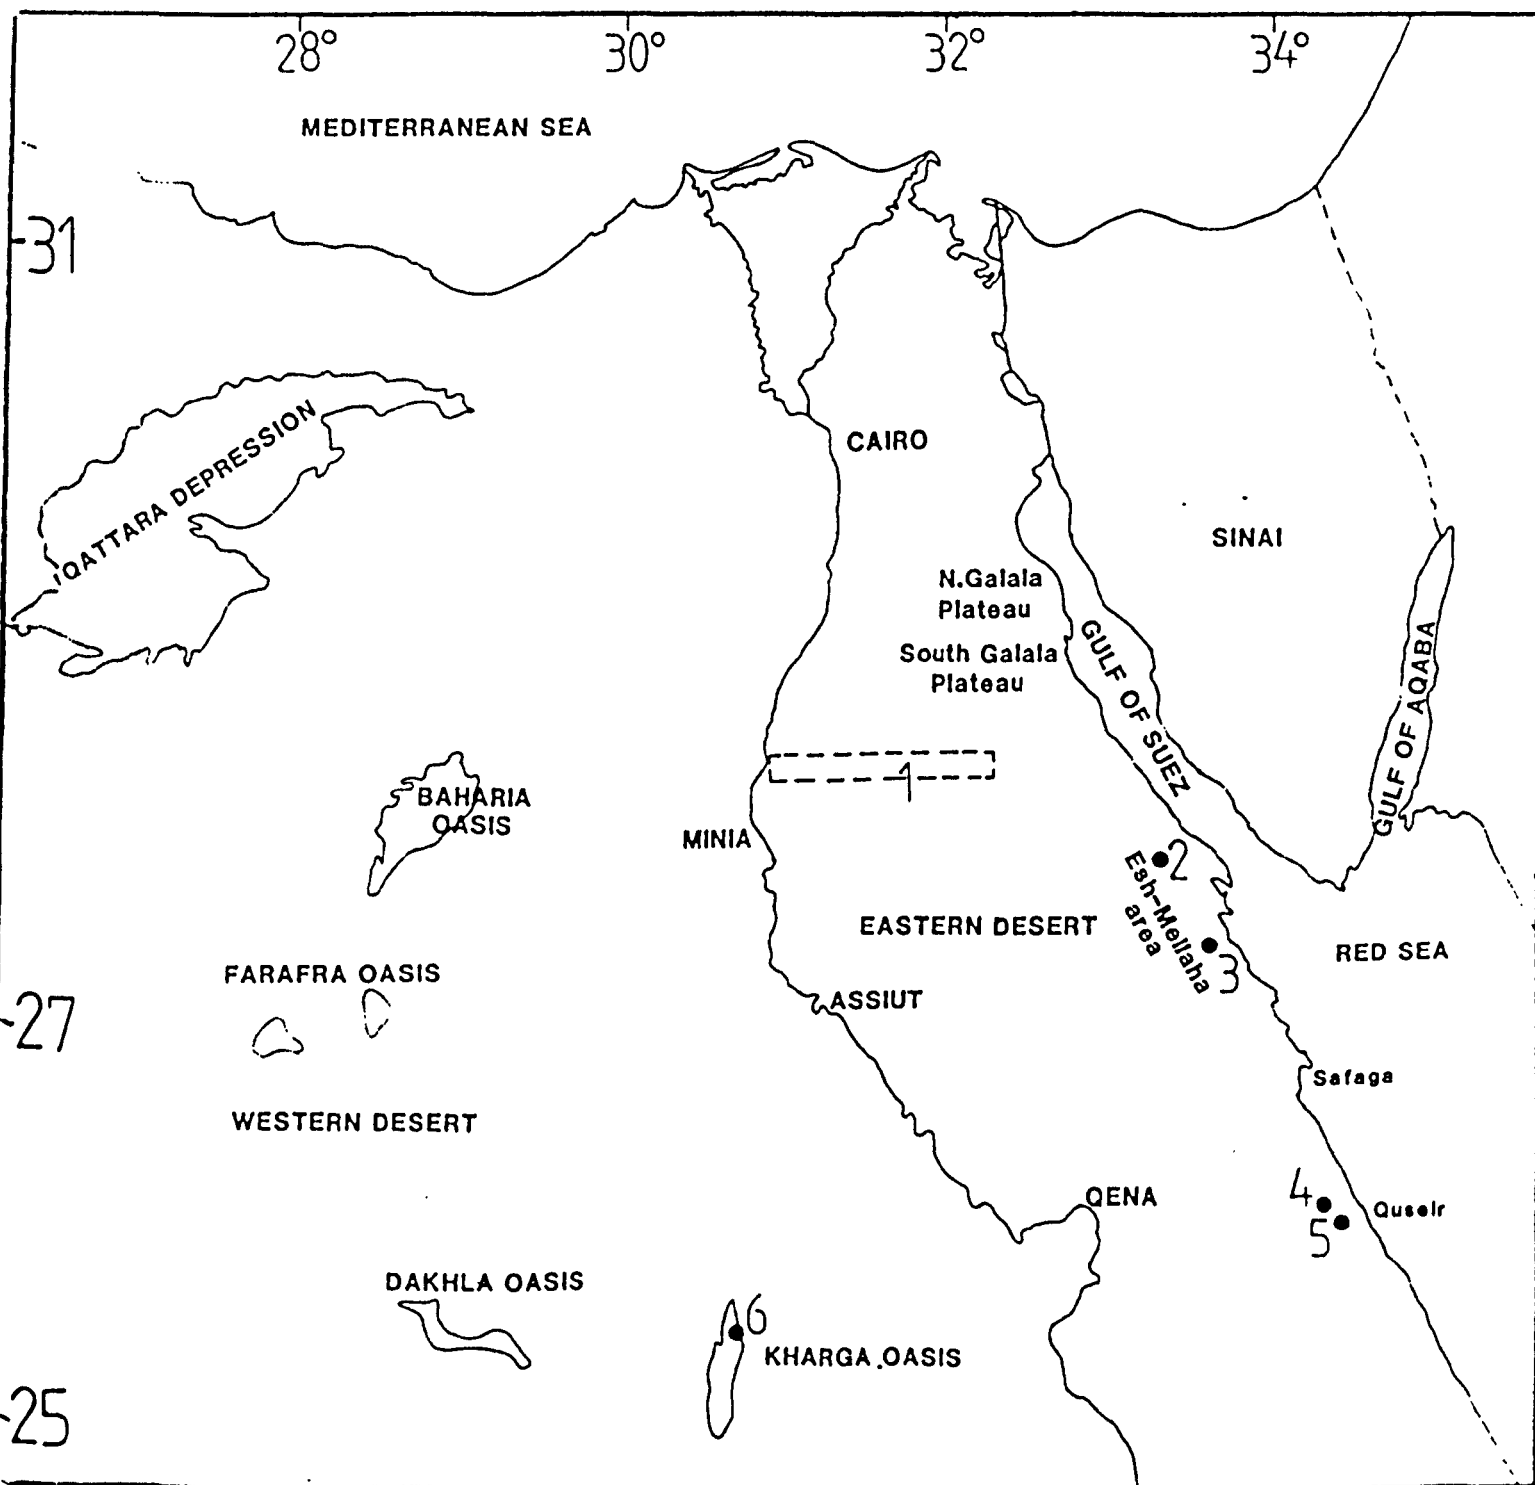 28° 30° 32° 34°
MEDITERRANEAN SEA
31
CAIRO
QATTARA DEPRESSION
SINAI
N.Galala
Plateau
South Galala
Plateau
GULF OF SUEZ
GULF OF AQABA
1
BAHARIA
OASIS
MINIA
2
Esh-Mellaha
area
EASTERN DESERT
3
RED SEA
FARAFRA OASIS
ASSIUT
27
Safaga
WESTERN DESERT
QENA
4
Quseir
5
DAKHLA OASIS
6
KHARGA OASIS
25